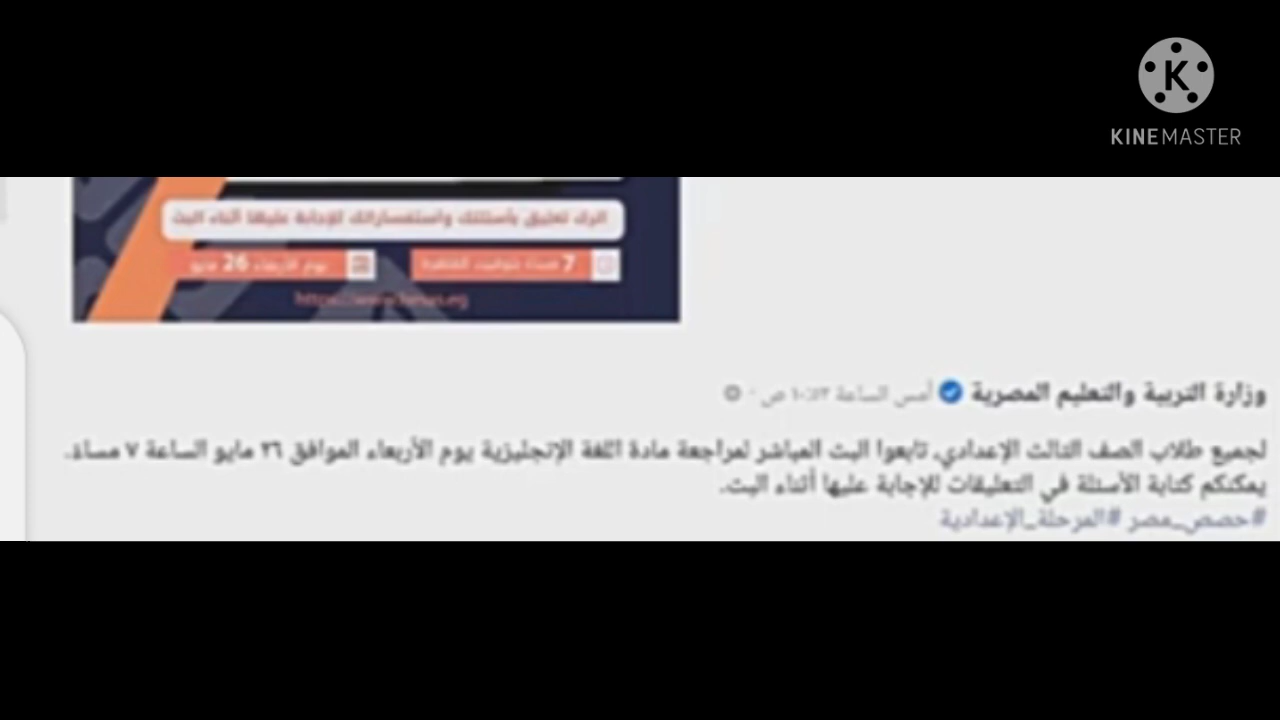 KINEMASTER
اترك تعليق بأسئلتك واستفساراتك للإجابة عليها أثناء البث
7 مساءً بتوقيت القاهرة
يوم الأربعاء 26 مايو
وزارة التربية والتعليم المصرية
أمس الساعة ص
لجميع طلاب الصف الثالث الإعدادي، تابعوا البث المباشر لمراجعة مادة اللغة الإنجليزية يوم الأربعاء الموافق ٢٦ مايو الساعة ٧ مساءً.
يمكنكم كتابة الأسئلة في التعليقات للإجابة عليها أثناء البث.
#حصص_مصر #المرحلة_الإعدادية